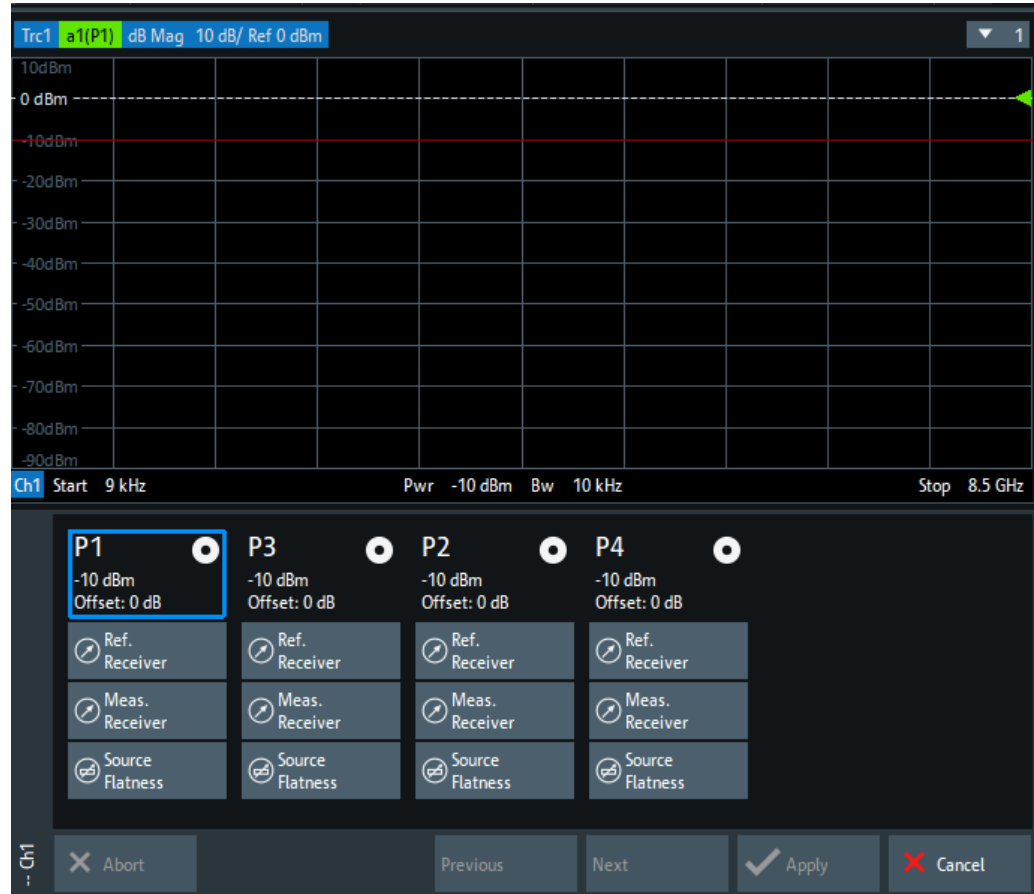 Trc1 a1(P1) dB Mag 10 dB/ Ref 0 dBm 1
10dBm
0 dBm
-10dBm
-20dBm
-30dBm
-40dBm
-50dBm
-60dBm
-70dBm
-80dBm
-90dBm
Ch1 Start 9 kHz Pwr -10 dBm Bw 10 kHz Stop 8.5 GHz
P1 P3 P2 P4
-10 dBm -10 dBm -10 dBm -10 dBm
Offset: 0 dB Offset: 0 dB Offset: 0 dB Offset: 0 dB
Ref. Ref. Ref. Ref.
Receiver Receiver Receiver Receiver
Meas. Meas. Meas. Meas.
Receiver Receiver Receiver Receiver
Source Source Source Source
Flatness Flatness Flatness Flatness
-- Ch1
Abort Previous Next Apply Cancel